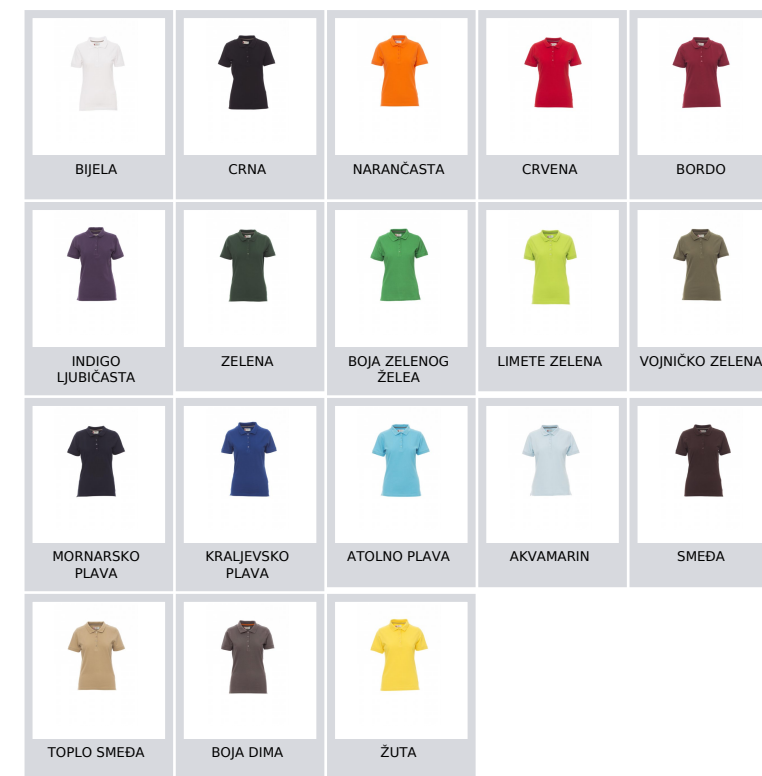 BIJELA
CRNA
NARANČASTA
CRVENA
BORDO
INDIGO
LJUBIČASTA
ZELENA
BOJA ZELENOG
ŽELEA
LIMETE ZELENA
VOJNIČKO ZELENA
MORNARSKO
PLAVA
KRALJEVSKO
PLAVA
ATOLNO PLAVA
AKVAMARIN
SMEĐA
TOPLO SMEĐA
BOJA DIMA
ŽUTA